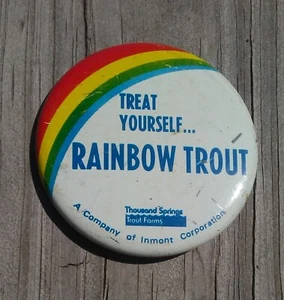 TREAT
YOURSELF...
RAINBOW TROUT
Thousand Springs
Trout Farms
A Company of Inmont Corporation